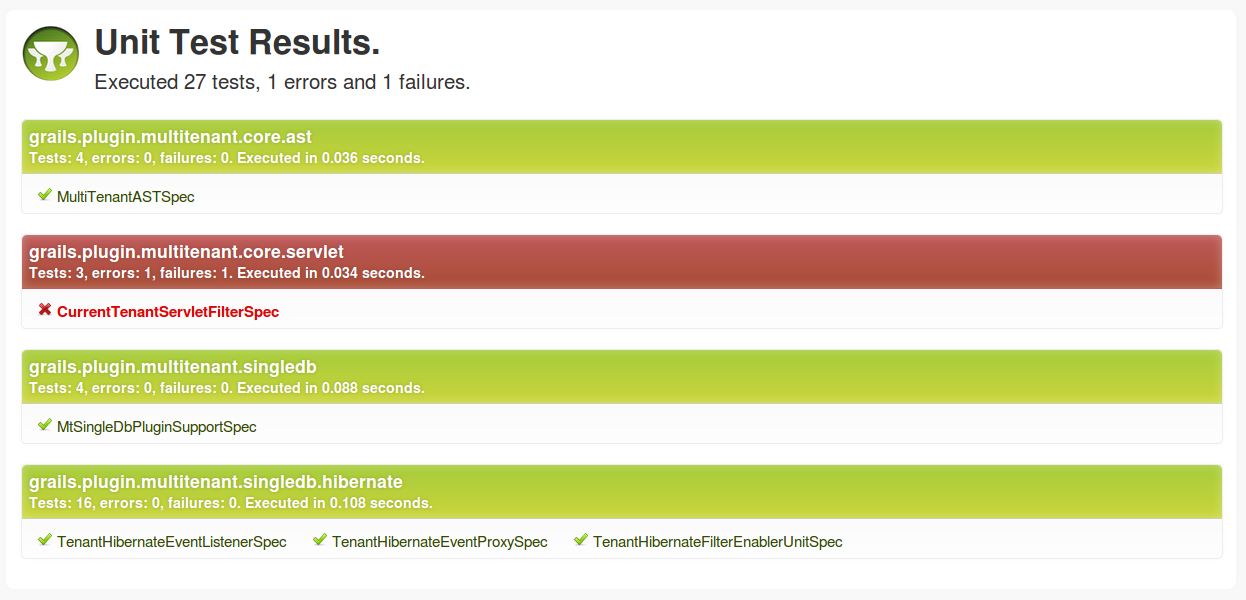 Unit Test Results.
Executed 27 tests, 1 errors and 1 failures.
grails.plugin.multitenant.core.ast
Tests: 4, errors: 0, failures: 0. Executed in 0.036 seconds.
MultiTenantASTSpec
grails.plugin.multitenant.core.servlet
Tests: 3, errors: 1, failures: 1. Executed in 0.034 seconds.
CurrentTenantServletFilterSpec
grails.plugin.multitenant.singledb
Tests: 4, errors: 0, failures: 0. Executed in 0.088 seconds.
MtSingleDbPluginSupportSpec
grails.plugin.multitenant.singledb.hibernate
Tests: 16, errors: 0, failures: 0. Executed in 0.108 seconds.
TenantHibernateEventListenerSpec TenantHibernateEventProxySpec TenantHibernateFilterEnablerUnitSpec